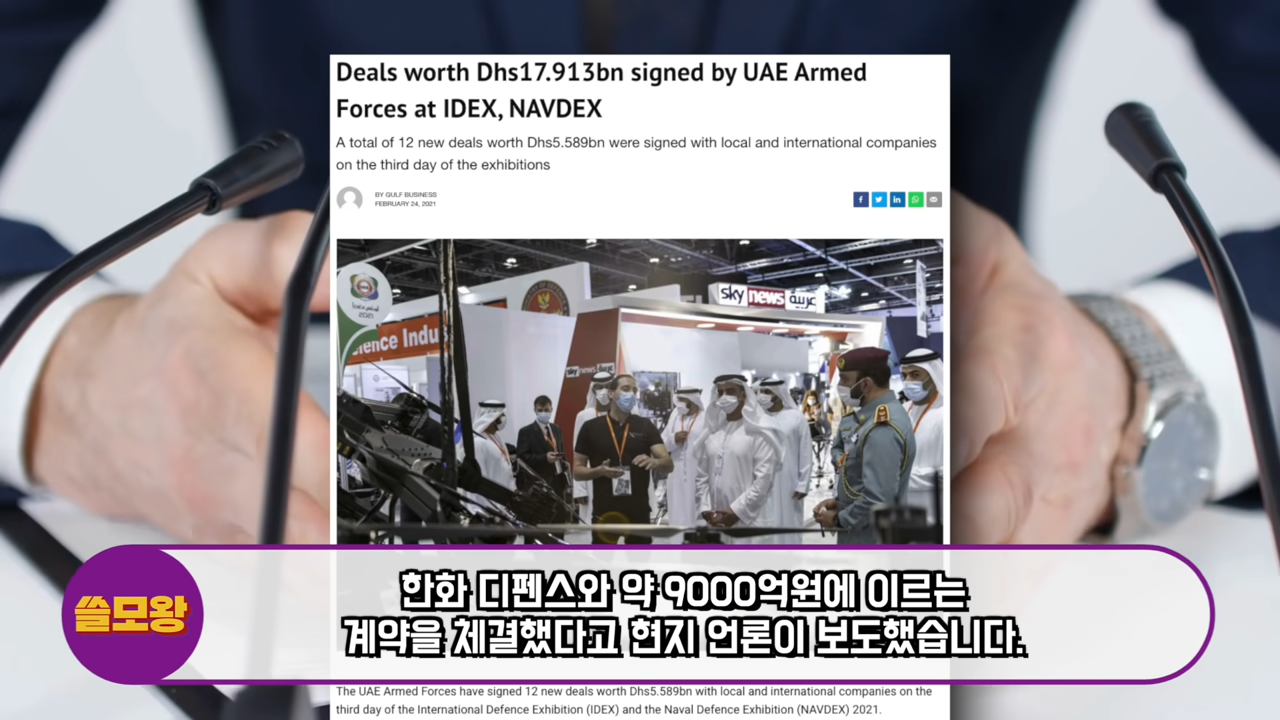 Deals worth Dhs17.913bn signed by UAE Armed
Forces at IDEX, NAVDEX
A total of 12 new deals worth Dhs5.589bn were signed with local and international companies
on the third day of the exhibitions
BY GULF BUSINESS
FEBRUARY 24, 2021
f
in
sky news عربية
2021
efence Indu
sky news
한화 디펜스와 약 9000억원에 이르는
쓸모왕
계약을 체결했다고 현지 언론이 보도했습니다.
The UAE Armed Forces have signed 12 new deals worth Dhs5.589bn with local and international companies on the
third day of the International Defence Exhibition (IDEX) and the Naval Defence Exhibition (NAVDEX) 2021.